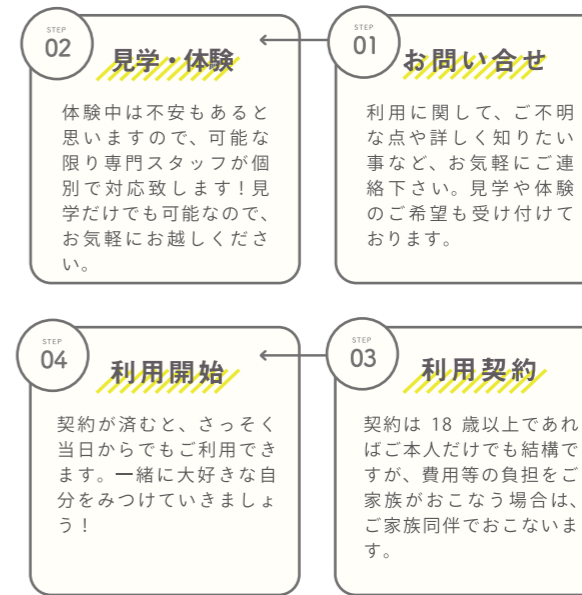 STEP
01
お問い合せ
利用に関して、ご不明
な点や詳しく知りたい
事など、お気軽にご連
絡下さい。見学や体験
のご希望も受け付けて
おります。
STEP
02
見学・体験
体験中は不安もあると
思いますので、可能な
限り専門スタッフが個
別で対応致します！見
学だけでも可能なので、
お気軽にお越しくださ
い。
STEP
03
利用契約
契約は 18 歳以上であれ
ばご本人だけでも結構で
すが、費用等の負担をご
家族がおこなう場合は、
ご家族同伴でおこないま
す。
STEP
04
利用開始
契約が済むと、さっそく
当日からでもご利用でき
ます。一緒に大好きな自
分をみつけていきましょ
う！